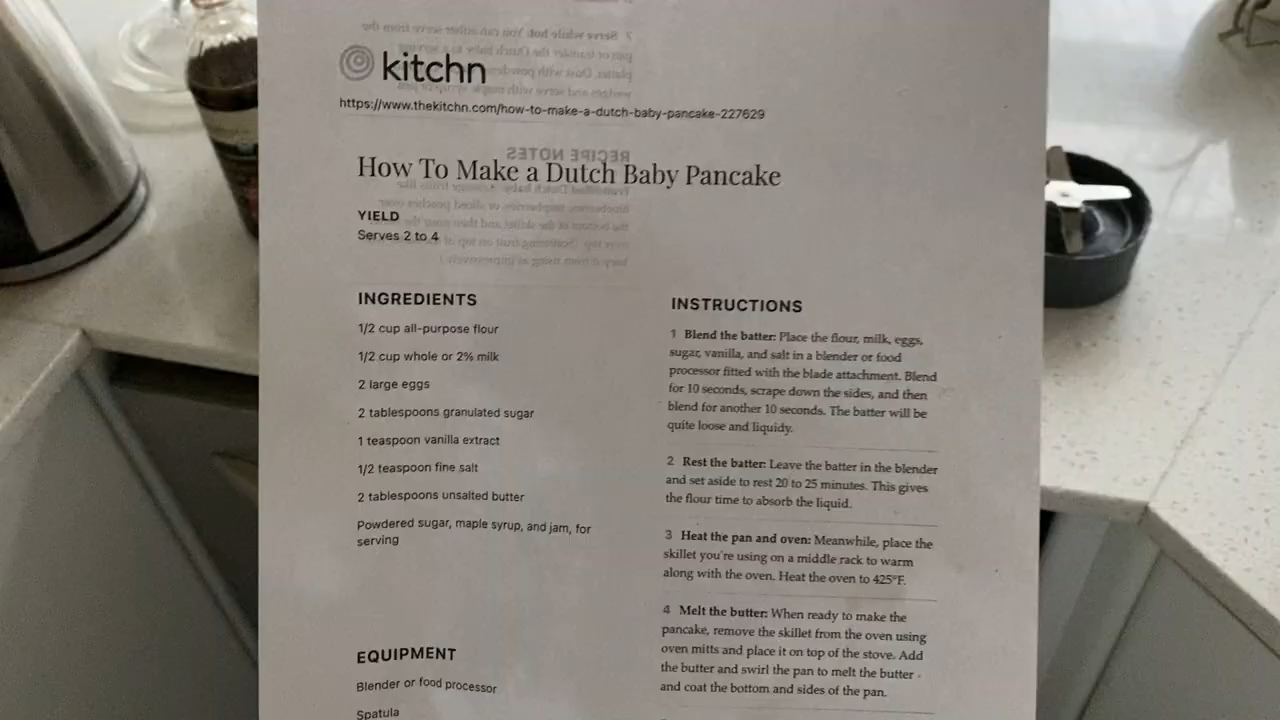 kitchn
https://www.thekitchn.com/how-to-make-a-dutch-baby-pancake-227629
RECIPE NOTES
How To Make a Dutch Baby Pancake
YIELD
Serves 2 to 4
INGREDIENTS
1/2 cup all-purpose flour
1/2 cup whole or 2% milk
2 large eggs
2 tablespoons granulated sugar
1 teaspoon vanilla extract
1/2 teaspoon fine salt
2 tablespoons unsalted butter
Powdered sugar, maple syrup, and jam, for
serving
EQUIPMENT
Blender or food processor
Spatula
INSTRUCTIONS
1 Blend the batter: Place the flour, milk, eggs,
sugar, vanilla, and salt in a blender or food
processor fitted with the blade attachment. Blend
for 10 seconds, scrape down the sides, and then
blend for another 10 seconds. The batter will be
quite loose and liquidy.
2 Rest the batter: Leave the batter in the blender
and set aside to rest 20 to 25 minutes. This gives
the flour time to absorb the liquid.
3 Heat the pan and oven: Meanwhile, place the
skillet you're using on a middle rack to warm
along with the oven. Heat the oven to 425°F.
4 Melt the butter: When ready to make the
pancake, remove the skillet from the oven using
oven mitts and place it on top of the stove. Add
the butter and swirl the pan to melt the butter
and coat the bottom and sides of the pan.